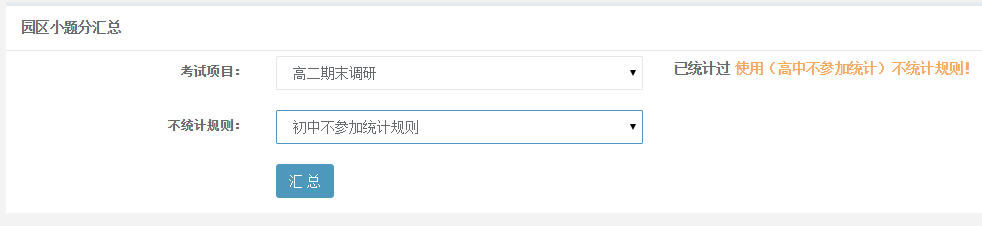 园区小题分汇总
考试项目： 高二期末调研 已统计过 使用（高中不参加统计）不统计规则!
不统计规则： 初中不参加统计规则
汇 总